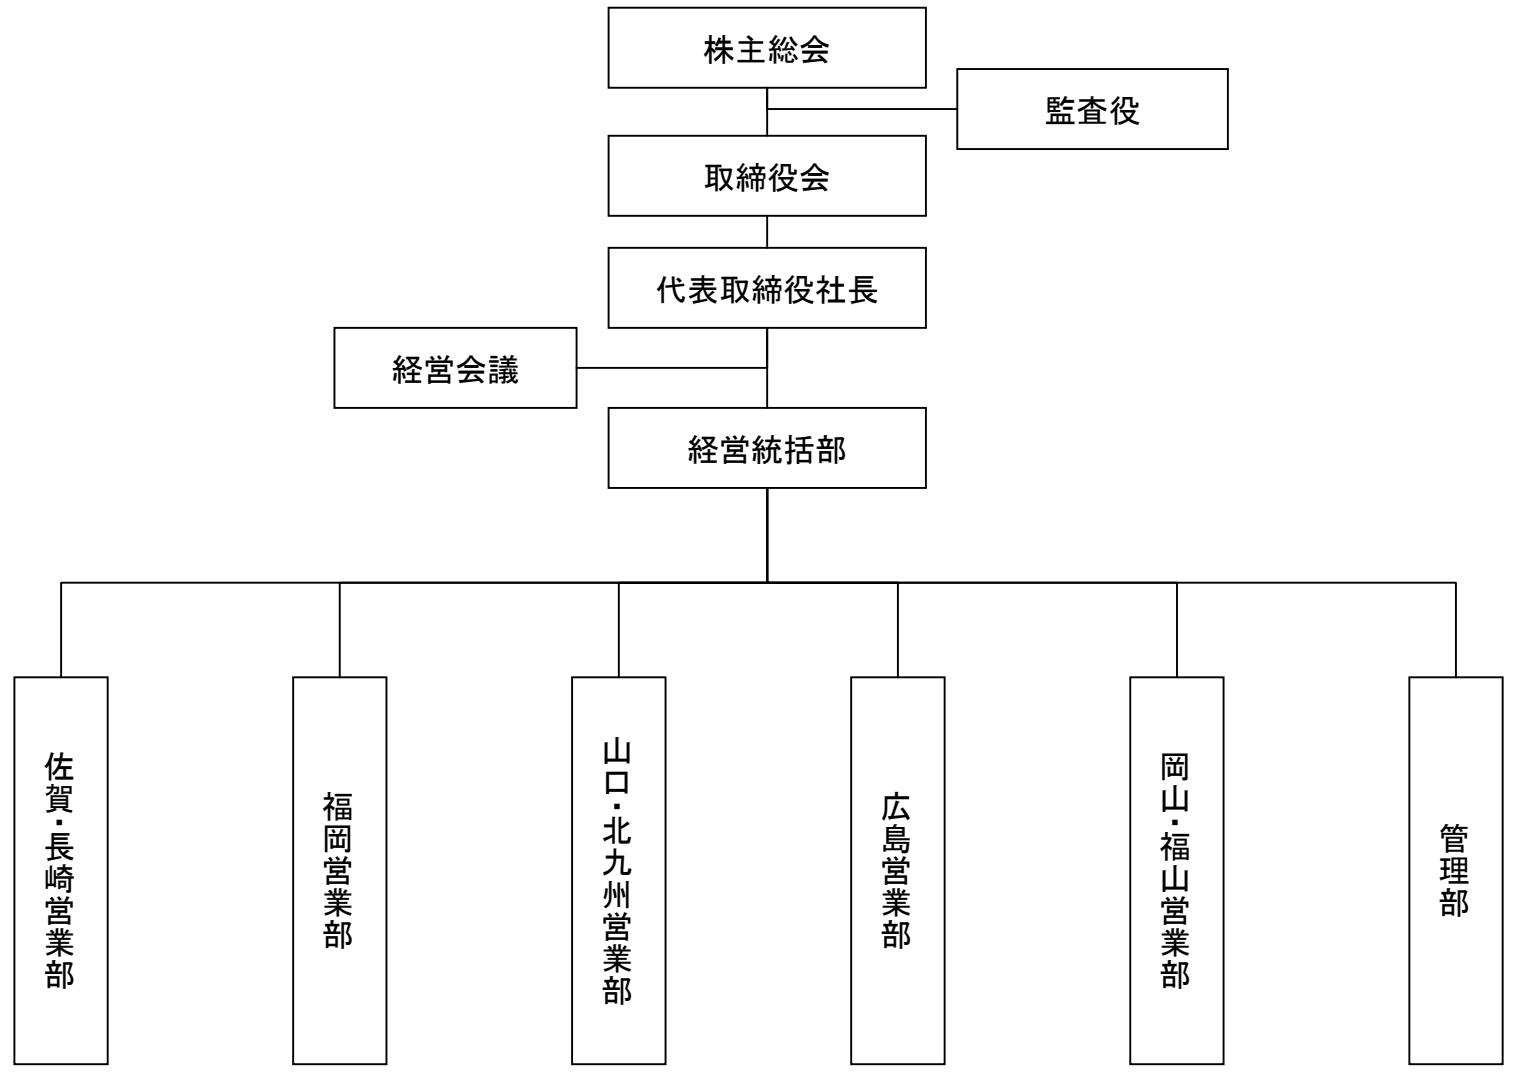 株主総会
監査役
取締役会
代表取締役社長
経営会議
経営統括部
佐賀・長崎営業部
福岡営業部
山口・北九州営業部
広島営業部
岡山・福山営業部
管理部